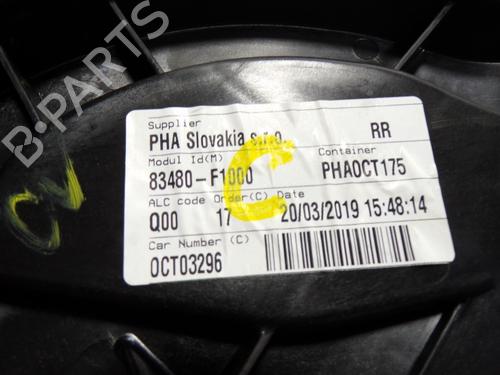 B-PARTS
Supplier
PHA Slovakia s.r.o. RR
Modul Id(M) Container
83480-F1000 PHAOCT175
ALC code Order(C) Date
Q00 17 20/03/2019 15:48:14
Car Number (C)
OCT03296
C